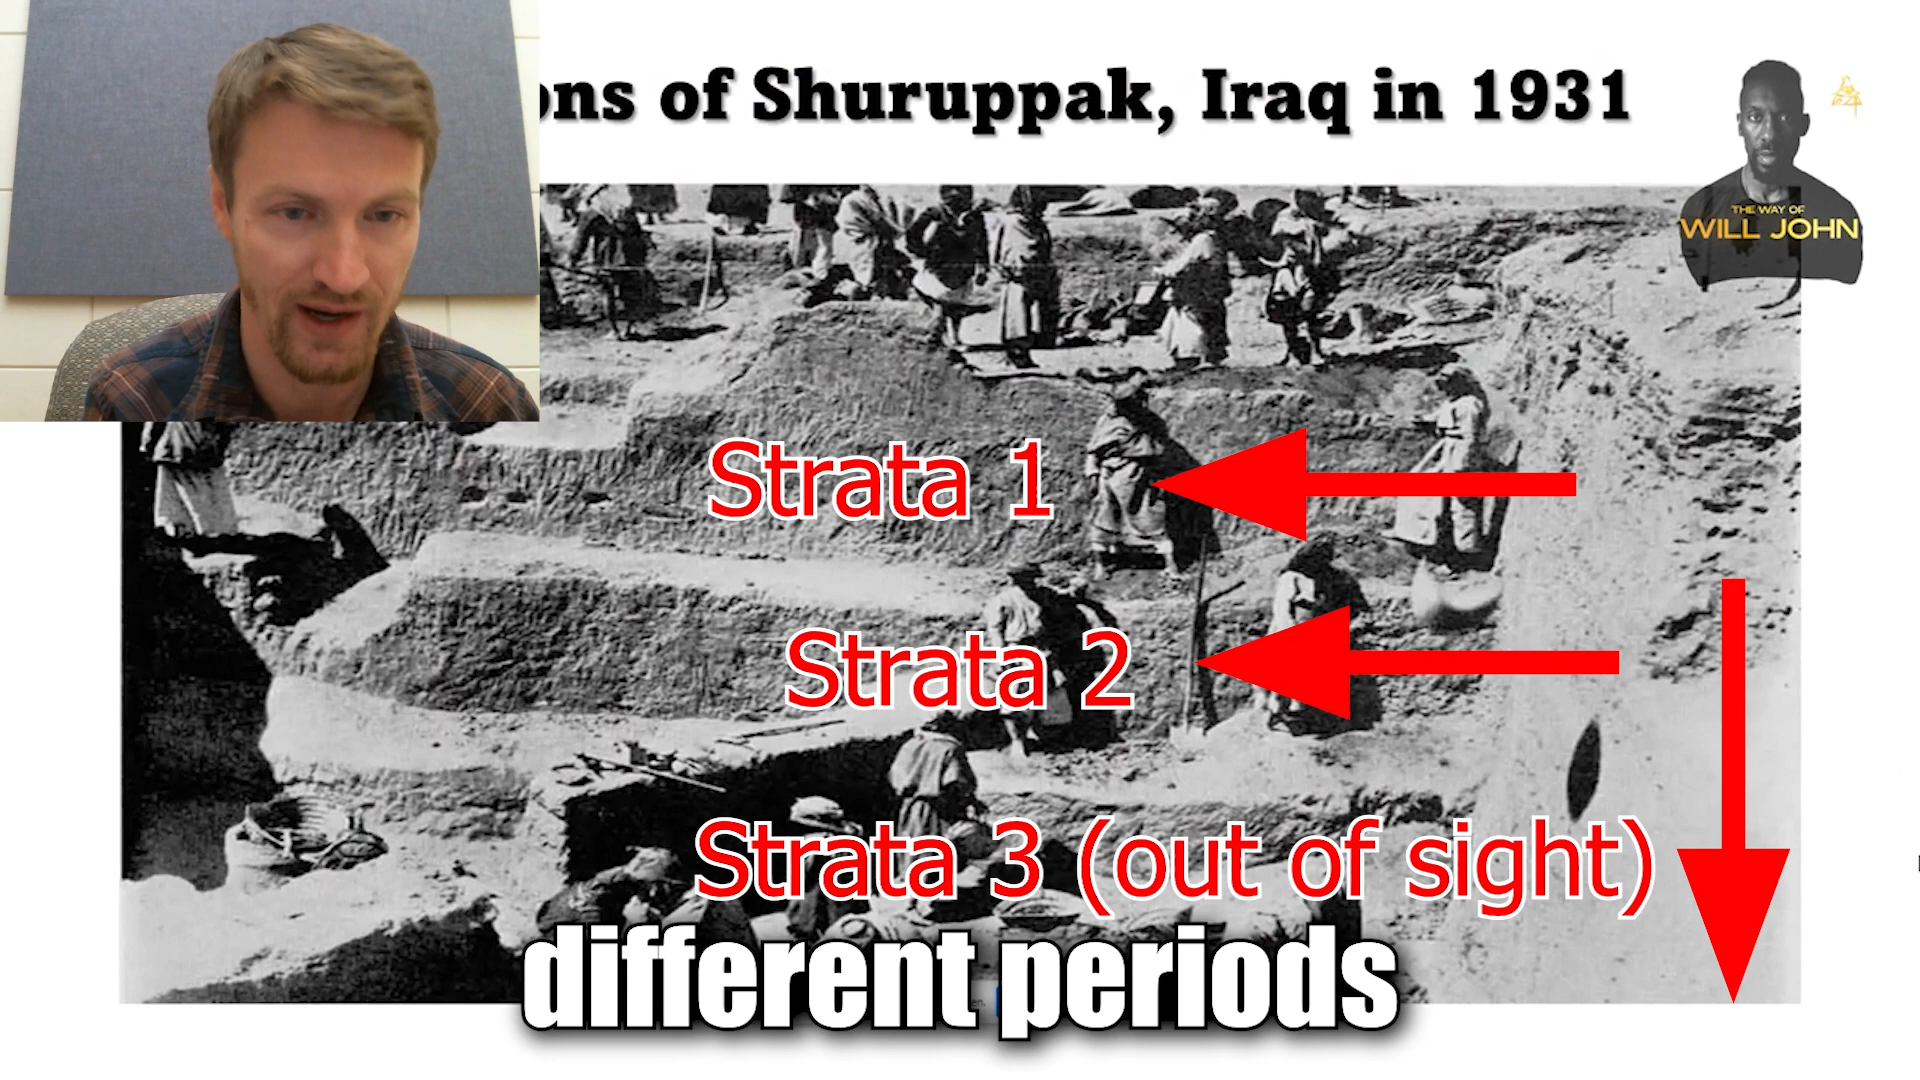 ons of Shuruppak, Iraq in 1931
THE WAY OF
WILL JOHN
Strata 1
Strata 2
Strata 3 (out of sight)
different periods